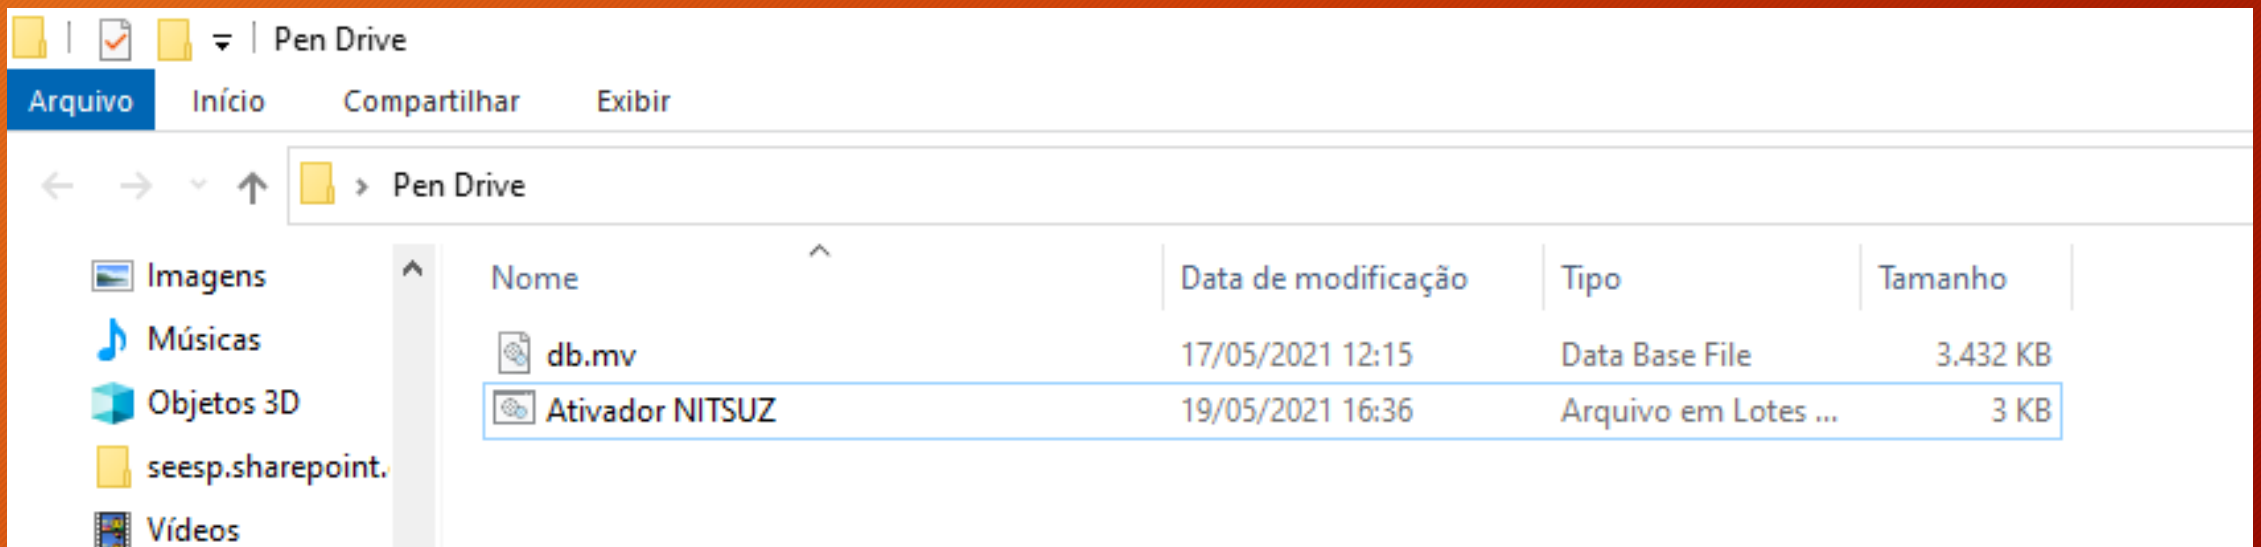 Pen Drive
Arquivo Início Compartilhar Exibir
Pen Drive
Nome Data de modificação Tipo Tamanho
Imagens
Músicas
Objetos 3D
seesp.sharepoint.
Vídeos
db.mv 17/05/2021 12:15 Data Base File 3.432 KB
Ativador NITSUZ 19/05/2021 16:36 Arquivo em Lotes ... 3 KB